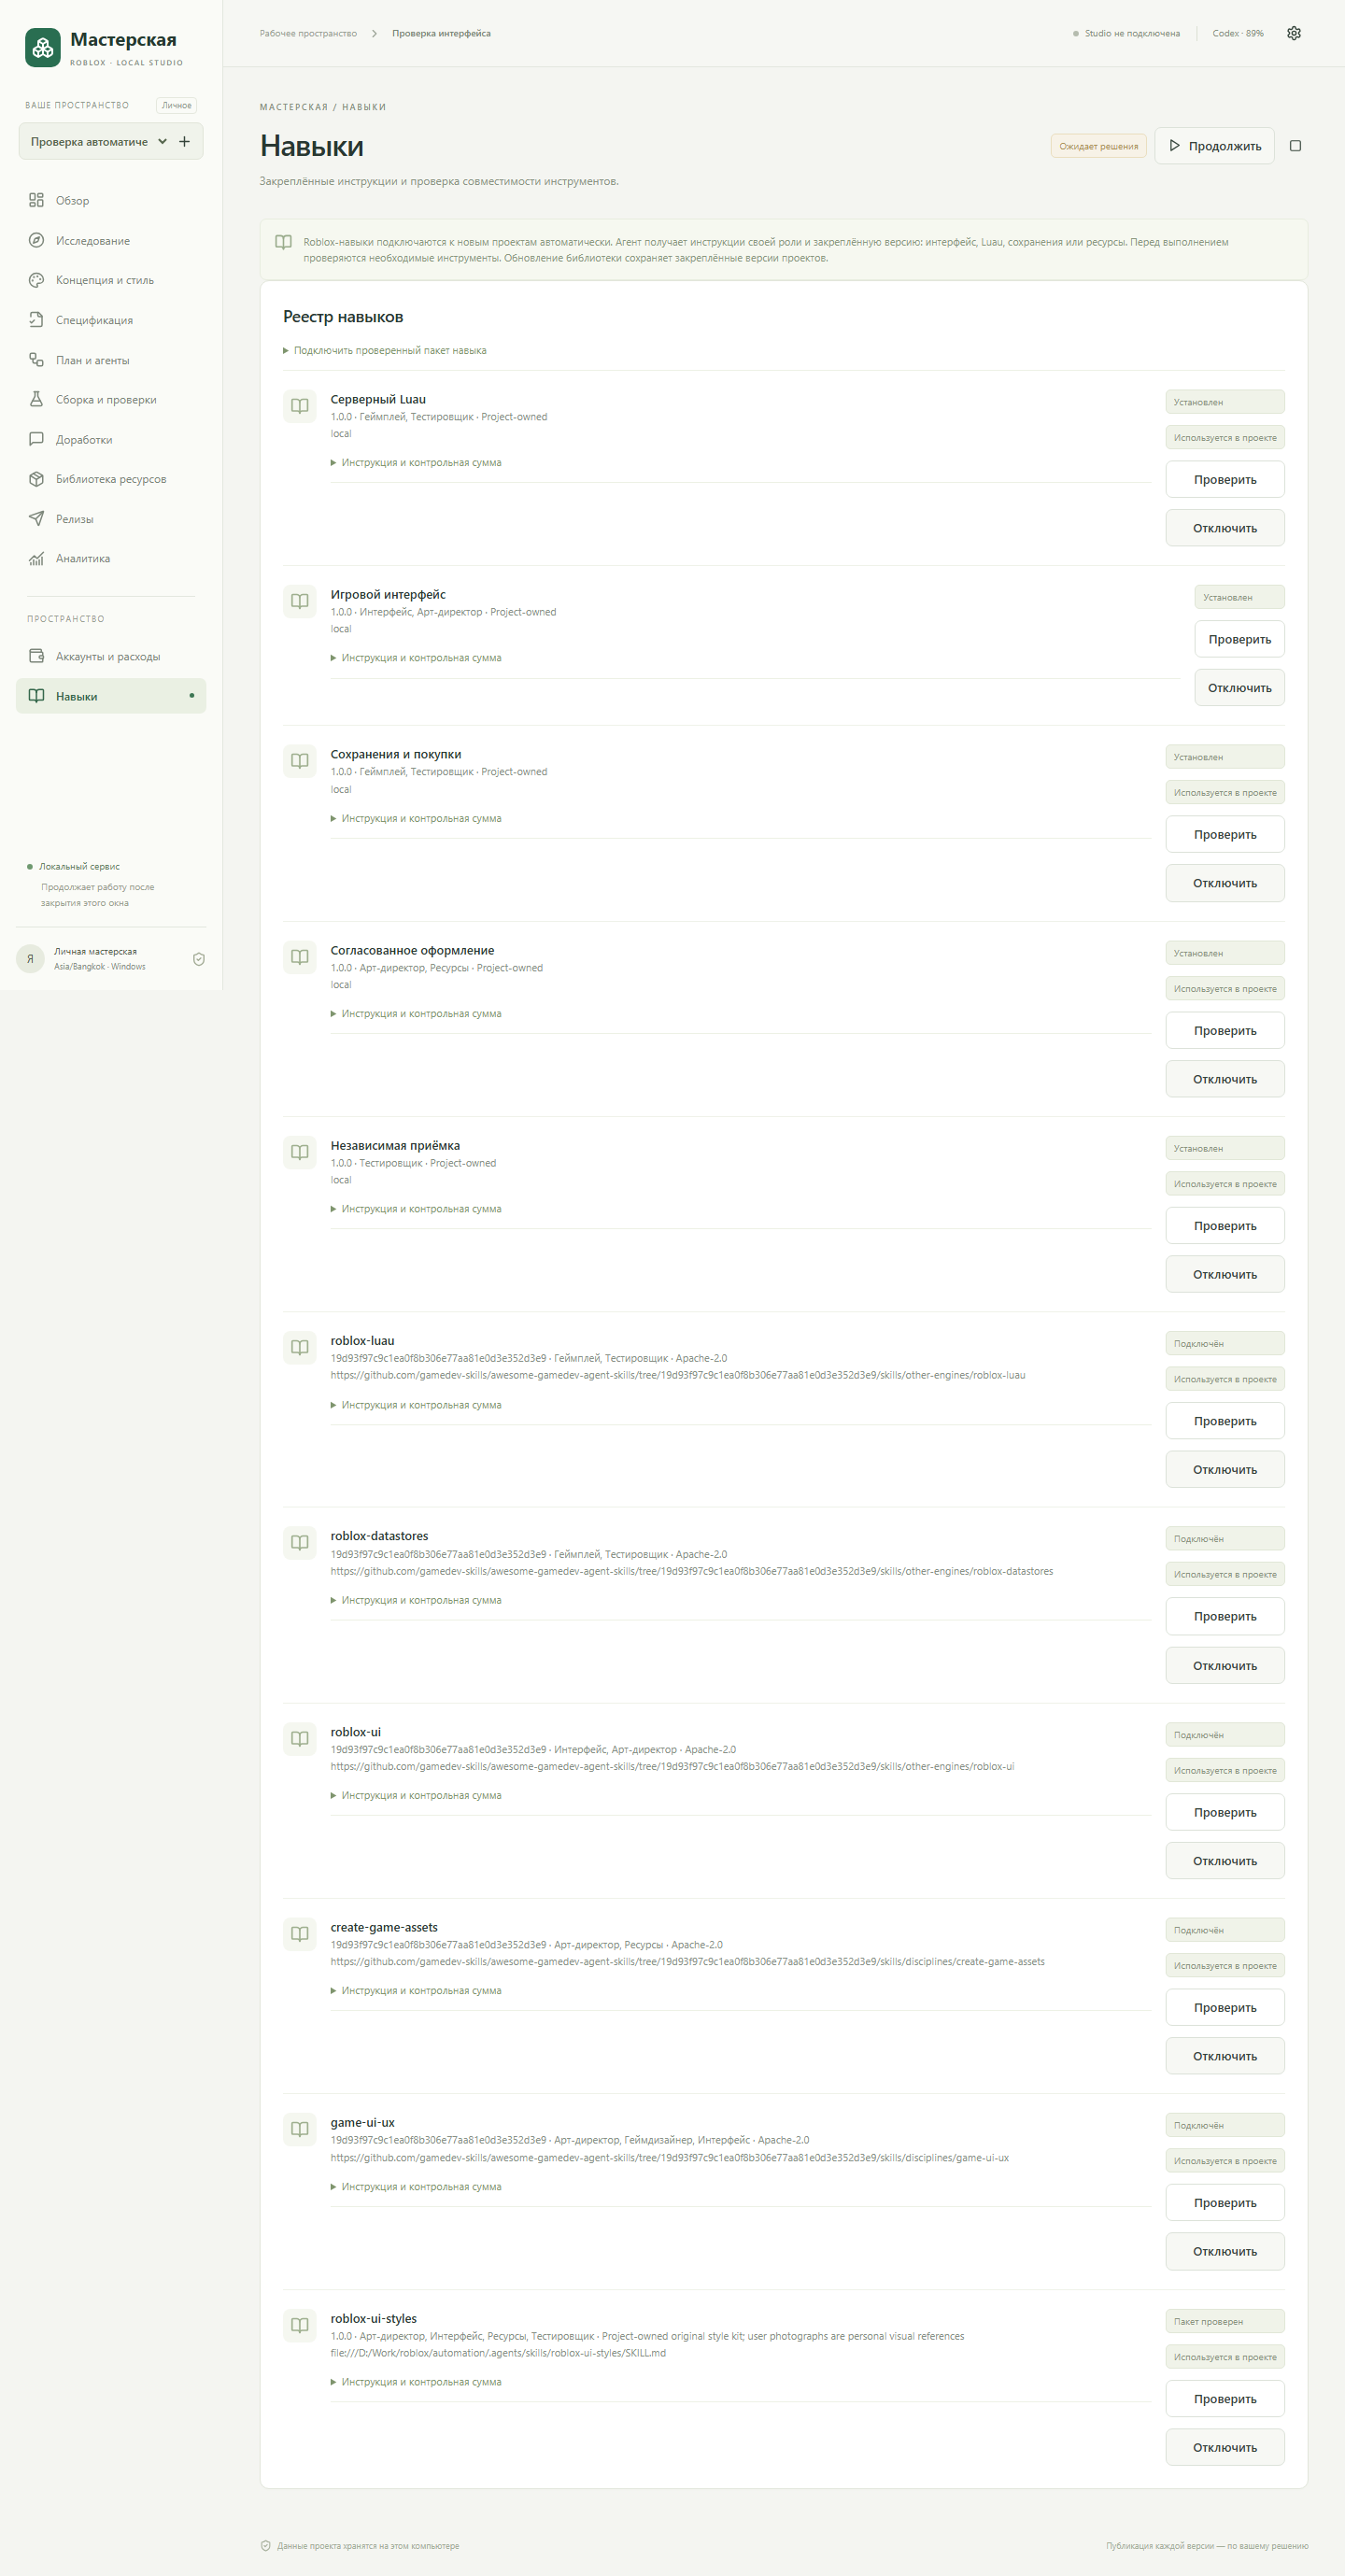 Мастерская
ROBLOX · LOCAL STUDIO
ВАШЕ ПРОСТРАНСТВО
Личное
Проверка автоматиче
Обзор
Исследование
Концепция и стиль
Спецификация
План и агенты
Сборка и проверки
Доработки
Библиотека ресурсов
Релизы
Аналитика
ПРОСТРАНСТВО
Аккаунты и расходы
Навыки
Локальный сервис
Продолжает работу после
закрытия этого окна
Я
Личная мастерская
Asia/Bangkok · Windows
Рабочее пространство
Проверка интерфейса
Studio не подключена
Codex · 89%
МАСТЕРСКАЯ / НАВЫКИ
Навыки
Ожидает решения
Продолжить
Закреплённые инструкции и проверка совместимости инструментов.
Roblox-навыки подключаются к новым проектам автоматически. Агент получает инструкции своей роли и закреплённую версию: интерфейс, Luau, сохранения или ресурсы. Перед выполнением
проверяются необходимые инструменты. Обновление библиотеки сохраняет закреплённые версии проектов.
Реестр навыков
Подключить проверенный пакет навыка
Серверный Luau
1.0.0 · Геймплей, Тестировщик · Project-owned
local
Инструкция и контрольная сумма
Установлен
Используется в проекте
Проверить
Отключить
Игровой интерфейс
1.0.0 · Интерфейс, Арт-директор · Project-owned
local
Инструкция и контрольная сумма
Установлен
Проверить
Отключить
Сохранения и покупки
1.0.0 · Геймплей, Тестировщик · Project-owned
local
Инструкция и контрольная сумма
Установлен
Используется в проекте
Проверить
Отключить
Согласованное оформление
1.0.0 · Арт-директор, Ресурсы · Project-owned
local
Инструкция и контрольная сумма
Установлен
Используется в проекте
Проверить
Отключить
Независимая приёмка
1.0.0 · Тестировщик · Project-owned
local
Инструкция и контрольная сумма
Установлен
Используется в проекте
Проверить
Отключить
roblox-luau
19d93f97c9c1ea0f8b306e77aa81e0d3e352d3e9 · Геймплей, Тестировщик · Apache-2.0
https://github.com/gamedev-skills/awesome-gamedev-agent-skills/tree/19d93f97c9c1ea0f8b306e77aa81e0d3e352d3e9/skills/other-engines/roblox-luau
Инструкция и контрольная сумма
Подключён
Используется в проекте
Проверить
Отключить
roblox-datastores
19d93f97c9c1ea0f8b306e77aa81e0d3e352d3e9 · Геймплей, Тестировщик · Apache-2.0
https://github.com/gamedev-skills/awesome-gamedev-agent-skills/tree/19d93f97c9c1ea0f8b306e77aa81e0d3e352d3e9/skills/other-engines/roblox-datastores
Инструкция и контрольная сумма
Подключён
Используется в проекте
Проверить
Отключить
roblox-ui
19d93f97c9c1ea0f8b306e77aa81e0d3e352d3e9 · Интерфейс, Арт-директор · Apache-2.0
https://github.com/gamedev-skills/awesome-gamedev-agent-skills/tree/19d93f97c9c1ea0f8b306e77aa81e0d3e352d3e9/skills/other-engines/roblox-ui
Инструкция и контрольная сумма
Подключён
Используется в проекте
Проверить
Отключить
create-game-assets
19d93f97c9c1ea0f8b306e77aa81e0d3e352d3e9 · Арт-директор, Ресурсы · Apache-2.0
https://github.com/gamedev-skills/awesome-gamedev-agent-skills/tree/19d93f97c9c1ea0f8b306e77aa81e0d3e352d3e9/skills/disciplines/create-game-assets
Инструкция и контрольная сумма
Подключён
Используется в проекте
Проверить
Отключить
game-ui-ux
19d93f97c9c1ea0f8b306e77aa81e0d3e352d3e9 · Арт-директор, Геймдизайнер, Интерфейс · Apache-2.0
https://github.com/gamedev-skills/awesome-gamedev-agent-skills/tree/19d93f97c9c1ea0f8b306e77aa81e0d3e352d3e9/skills/disciplines/game-ui-ux
Инструкция и контрольная сумма
Подключён
Используется в проекте
Проверить
Отключить
roblox-ui-styles
1.0.0 · Арт-директор, Интерфейс, Ресурсы, Тестировщик · Project-owned original style kit; user photographs are personal visual references
file:///D:/Work/roblox/automation/.agents/skills/roblox-ui-styles/SKILL.md
Инструкция и контрольная сумма
Пакет проверен
Используется в проекте
Проверить
Отключить
Данные проекта хранятся на этом компьютере
Публикация каждой версии — по вашему решению